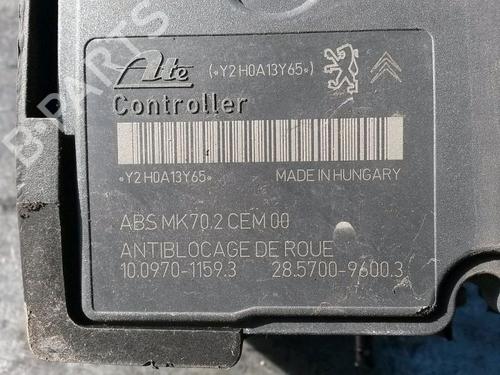 Ate (*Y2H0A13Y65*)
Controller
*Y2H0A13Y65* MADE IN HUNGARY
ABS MK70.2 CEM 00
ANTIBLOCAGE DE ROUE
10.0970-1159.3 28.5700-9600.3
B-PARTS